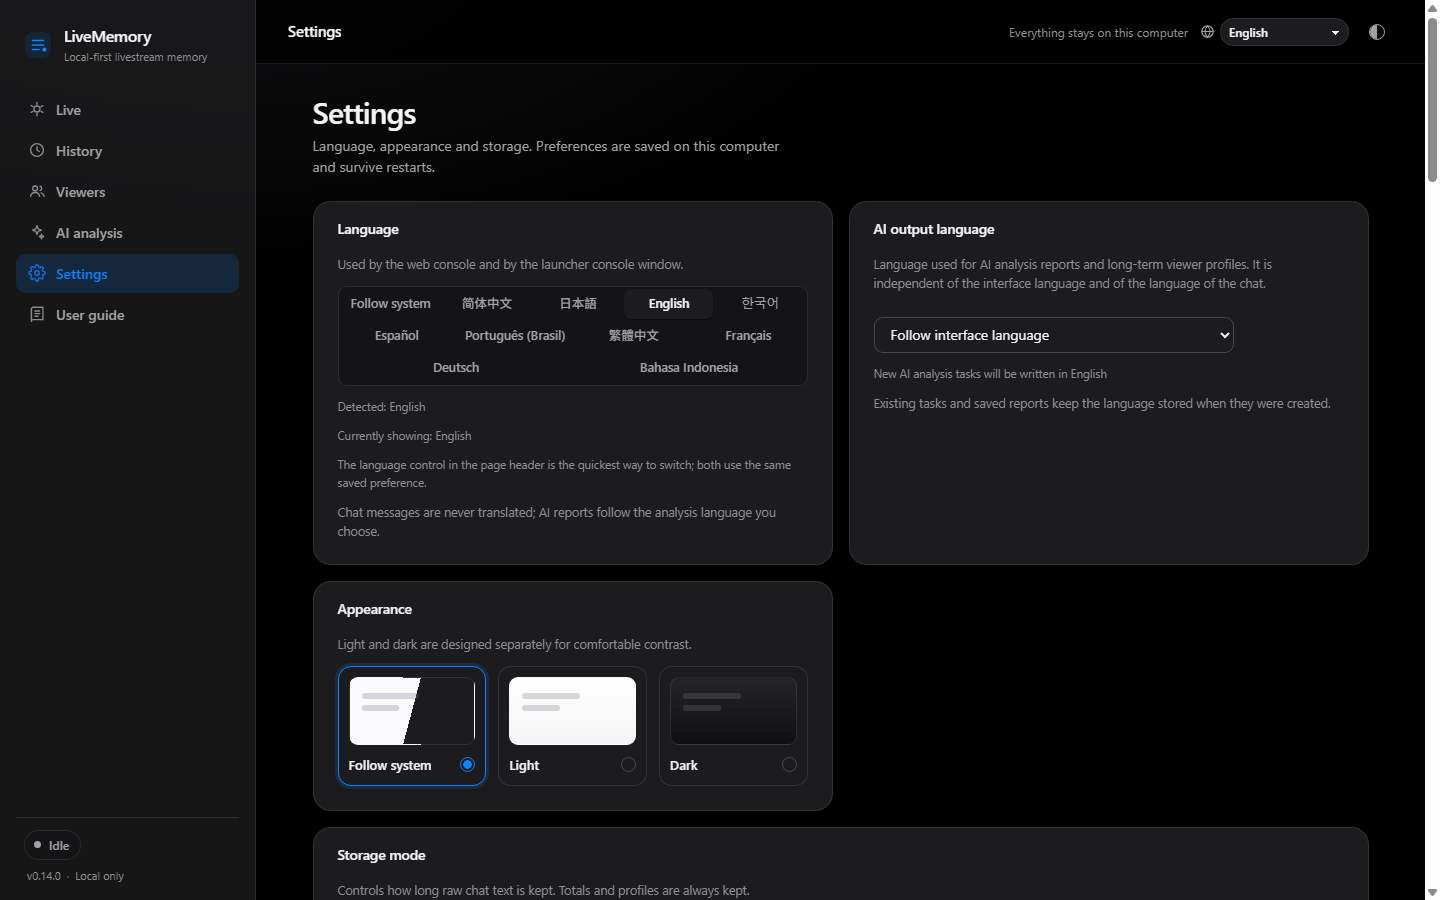 LiveMemory
Local-first livestream memory
Live
History
Viewers
AI analysis
Settings
User guide
Idle
v0.14.0 · Local only
Settings
Everything stays on this computer
English
Settings
Language, appearance and storage. Preferences are saved on this computer
and survive restarts.
Language
Used by the web console and by the launcher console window.
Follow system 简体中文 日本語 English 한국어
Español Português (Brasil) 繁體中文 Français
Deutsch Bahasa Indonesia
Detected: English
Currently showing: English
The language control in the page header is the quickest way to switch; both use the same
saved preference.
Chat messages are never translated; AI reports follow the analysis language you
choose.
AI output language
Language used for AI analysis reports and long-term viewer profiles. It is
independent of the interface language and of the language of the chat.
Follow interface language
New AI analysis tasks will be written in English
Existing tasks and saved reports keep the language stored when they were created.
Appearance
Light and dark are designed separately for comfortable contrast.
Follow system
Light
Dark
Storage mode
Controls how long raw chat text is kept. Totals and profiles are always kept.